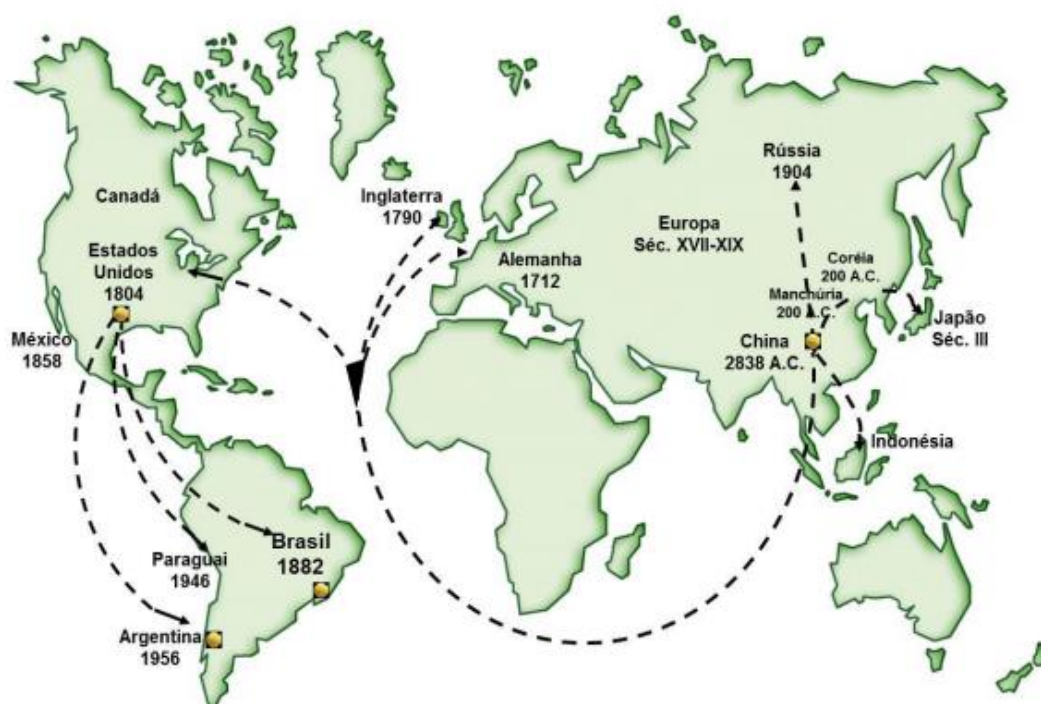 Canadá
Estados
Unidos
1804
México
1858
Inglaterra
1790
Alemanha
1712
Europa
Séc. XVII-XIX
Rússia
1904
Coréia
200 A.C.
Manchúria
200 A.C.
Japão
Séc. III
China
2838 A.C.
Indonésia
Brasil
1882
Paraguai
1946
Argentina
1956